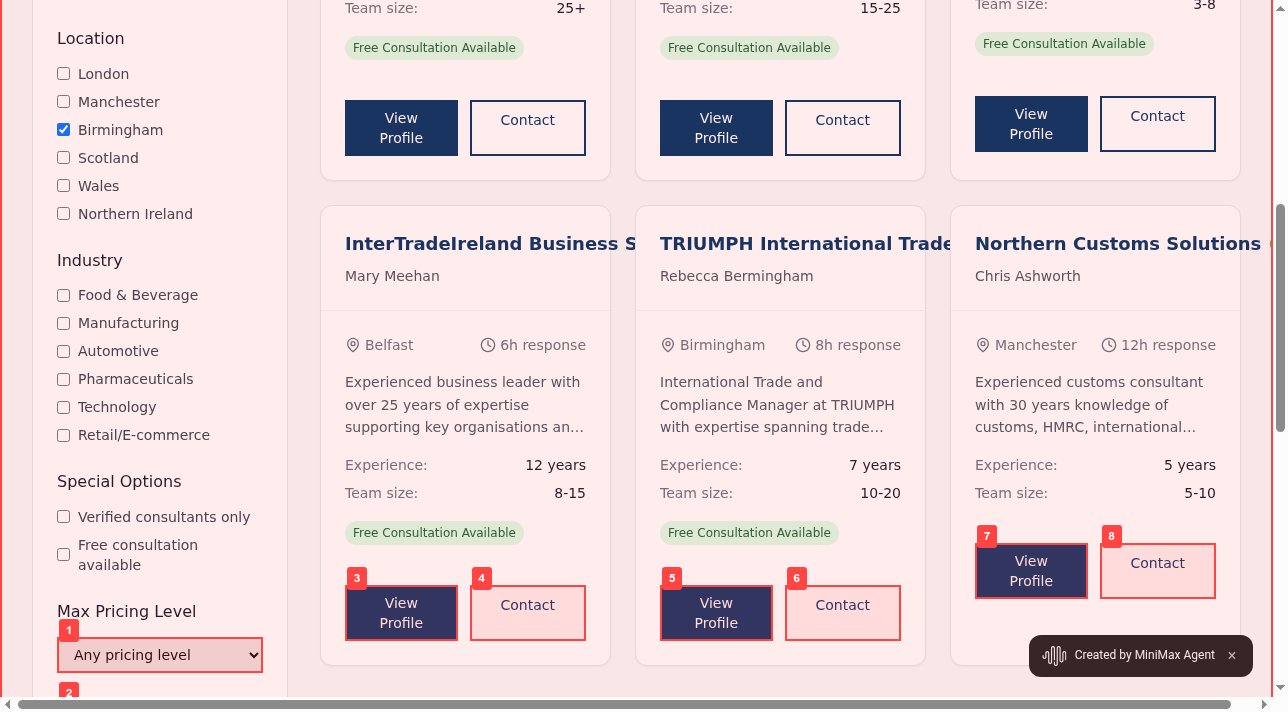 Location
London
Manchester
Birmingham
Scotland
Wales
Northern Ireland
Industry
Food & Beverage
Manufacturing
Automotive
Pharmaceuticals
Technology
Retail/E-commerce
Special Options
Verified consultants only
Free consultation
available
Max Pricing Level
1
Any pricing level
2
Team size: 25+
Free Consultation Available
View
Profile
Contact
Team size: 15-25
Free Consultation Available
View
Profile
Contact
Team size: 3-8
Free Consultation Available
View
Profile
Contact
InterTradeIreland Business S
Mary Meehan
Belfast 6h response
Experienced business leader with
over 25 years of expertise
supporting key organisations an...
Experience: 12 years
Team size: 8-15
Free Consultation Available
3
View
Profile
4
Contact
TRIUMPH International Trade
Rebecca Bermingham
Birmingham 8h response
International Trade and
Compliance Manager at TRIUMPH
with expertise spanning trade...
Experience: 7 years
Team size: 10-20
Free Consultation Available
5
View
Profile
6
Contact
Northern Customs Solutions
Chris Ashworth
Manchester 12h response
Experienced customs consultant
with 30 years knowledge of
customs, HMRC, international...
Experience: 5 years
Team size: 5-10
7
View
Profile
8
Contact
Created by MiniMax Agent ×